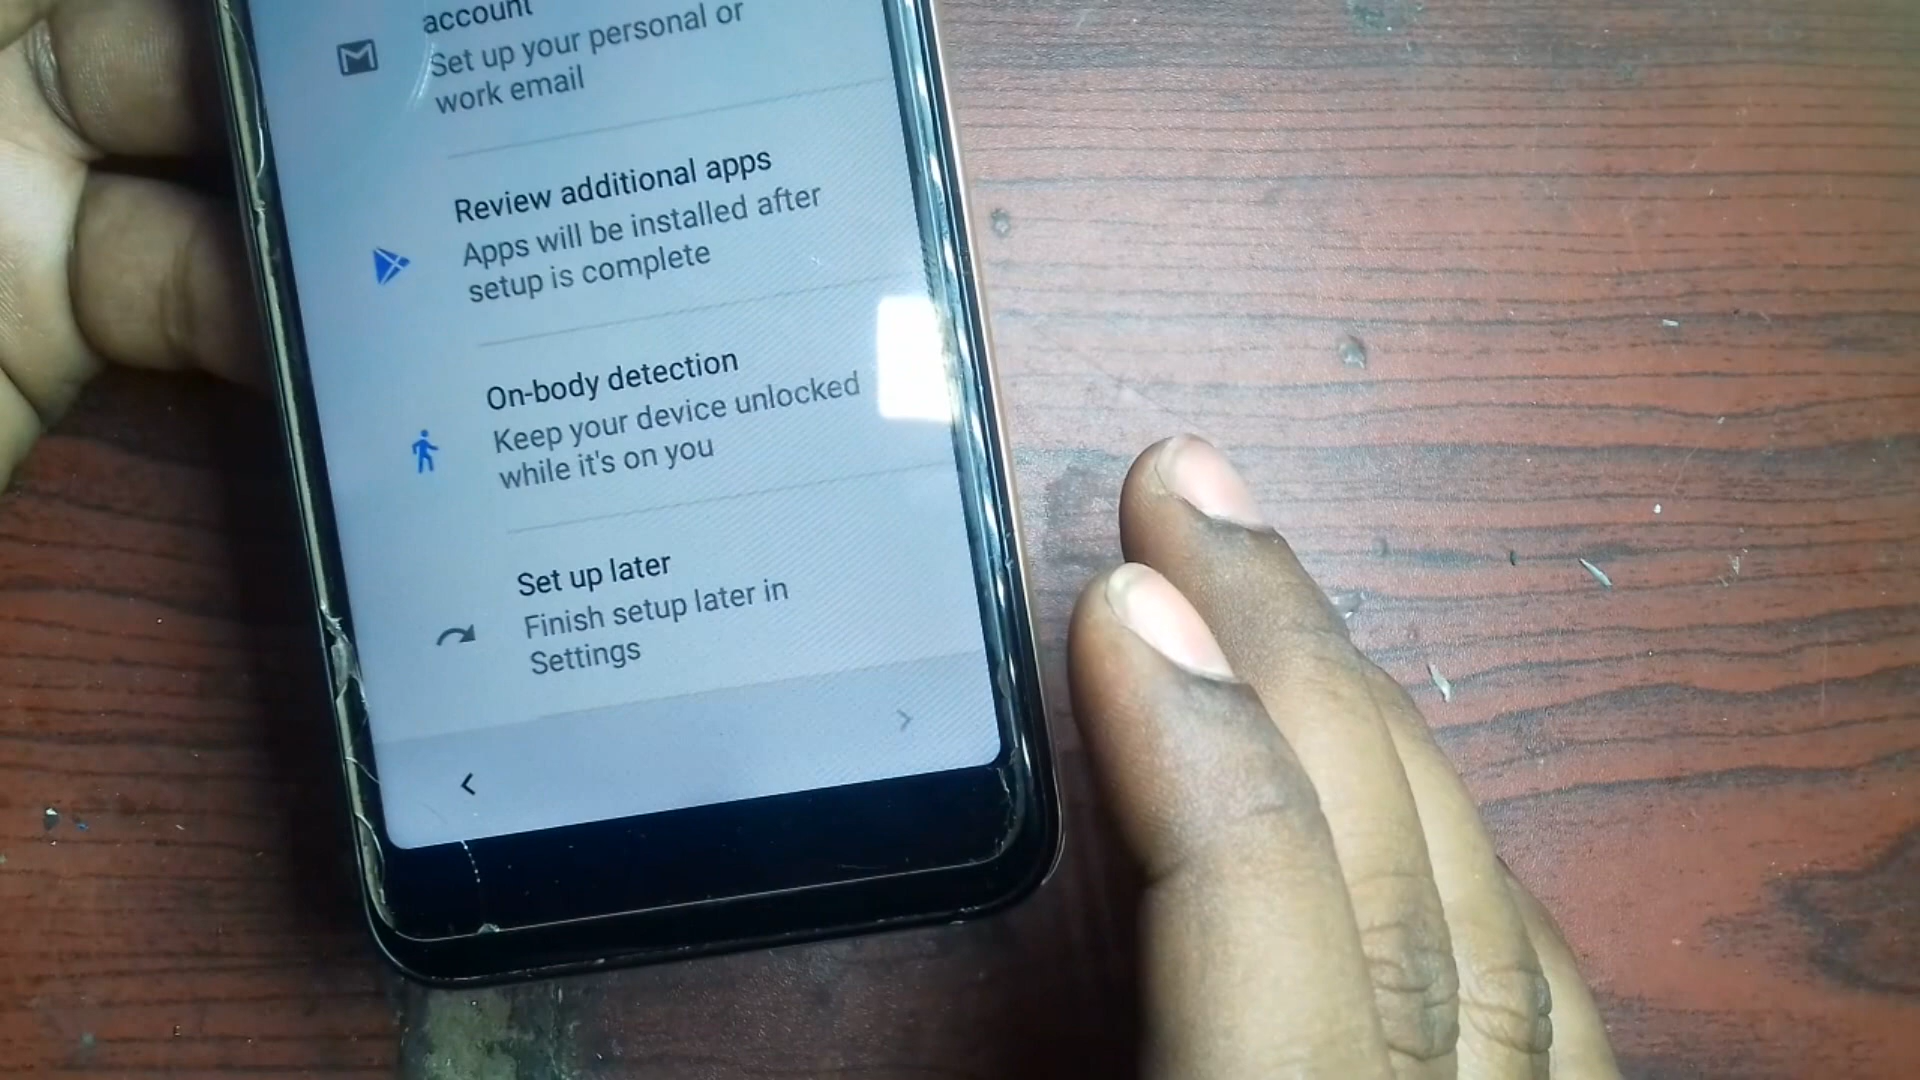 account
Set up your personal or
work email
Review additional apps
Apps will be installed after
setup is complete
On-body detection
Keep your device unlocked
while it's on you
Set up later
Finish setup later in
Settings